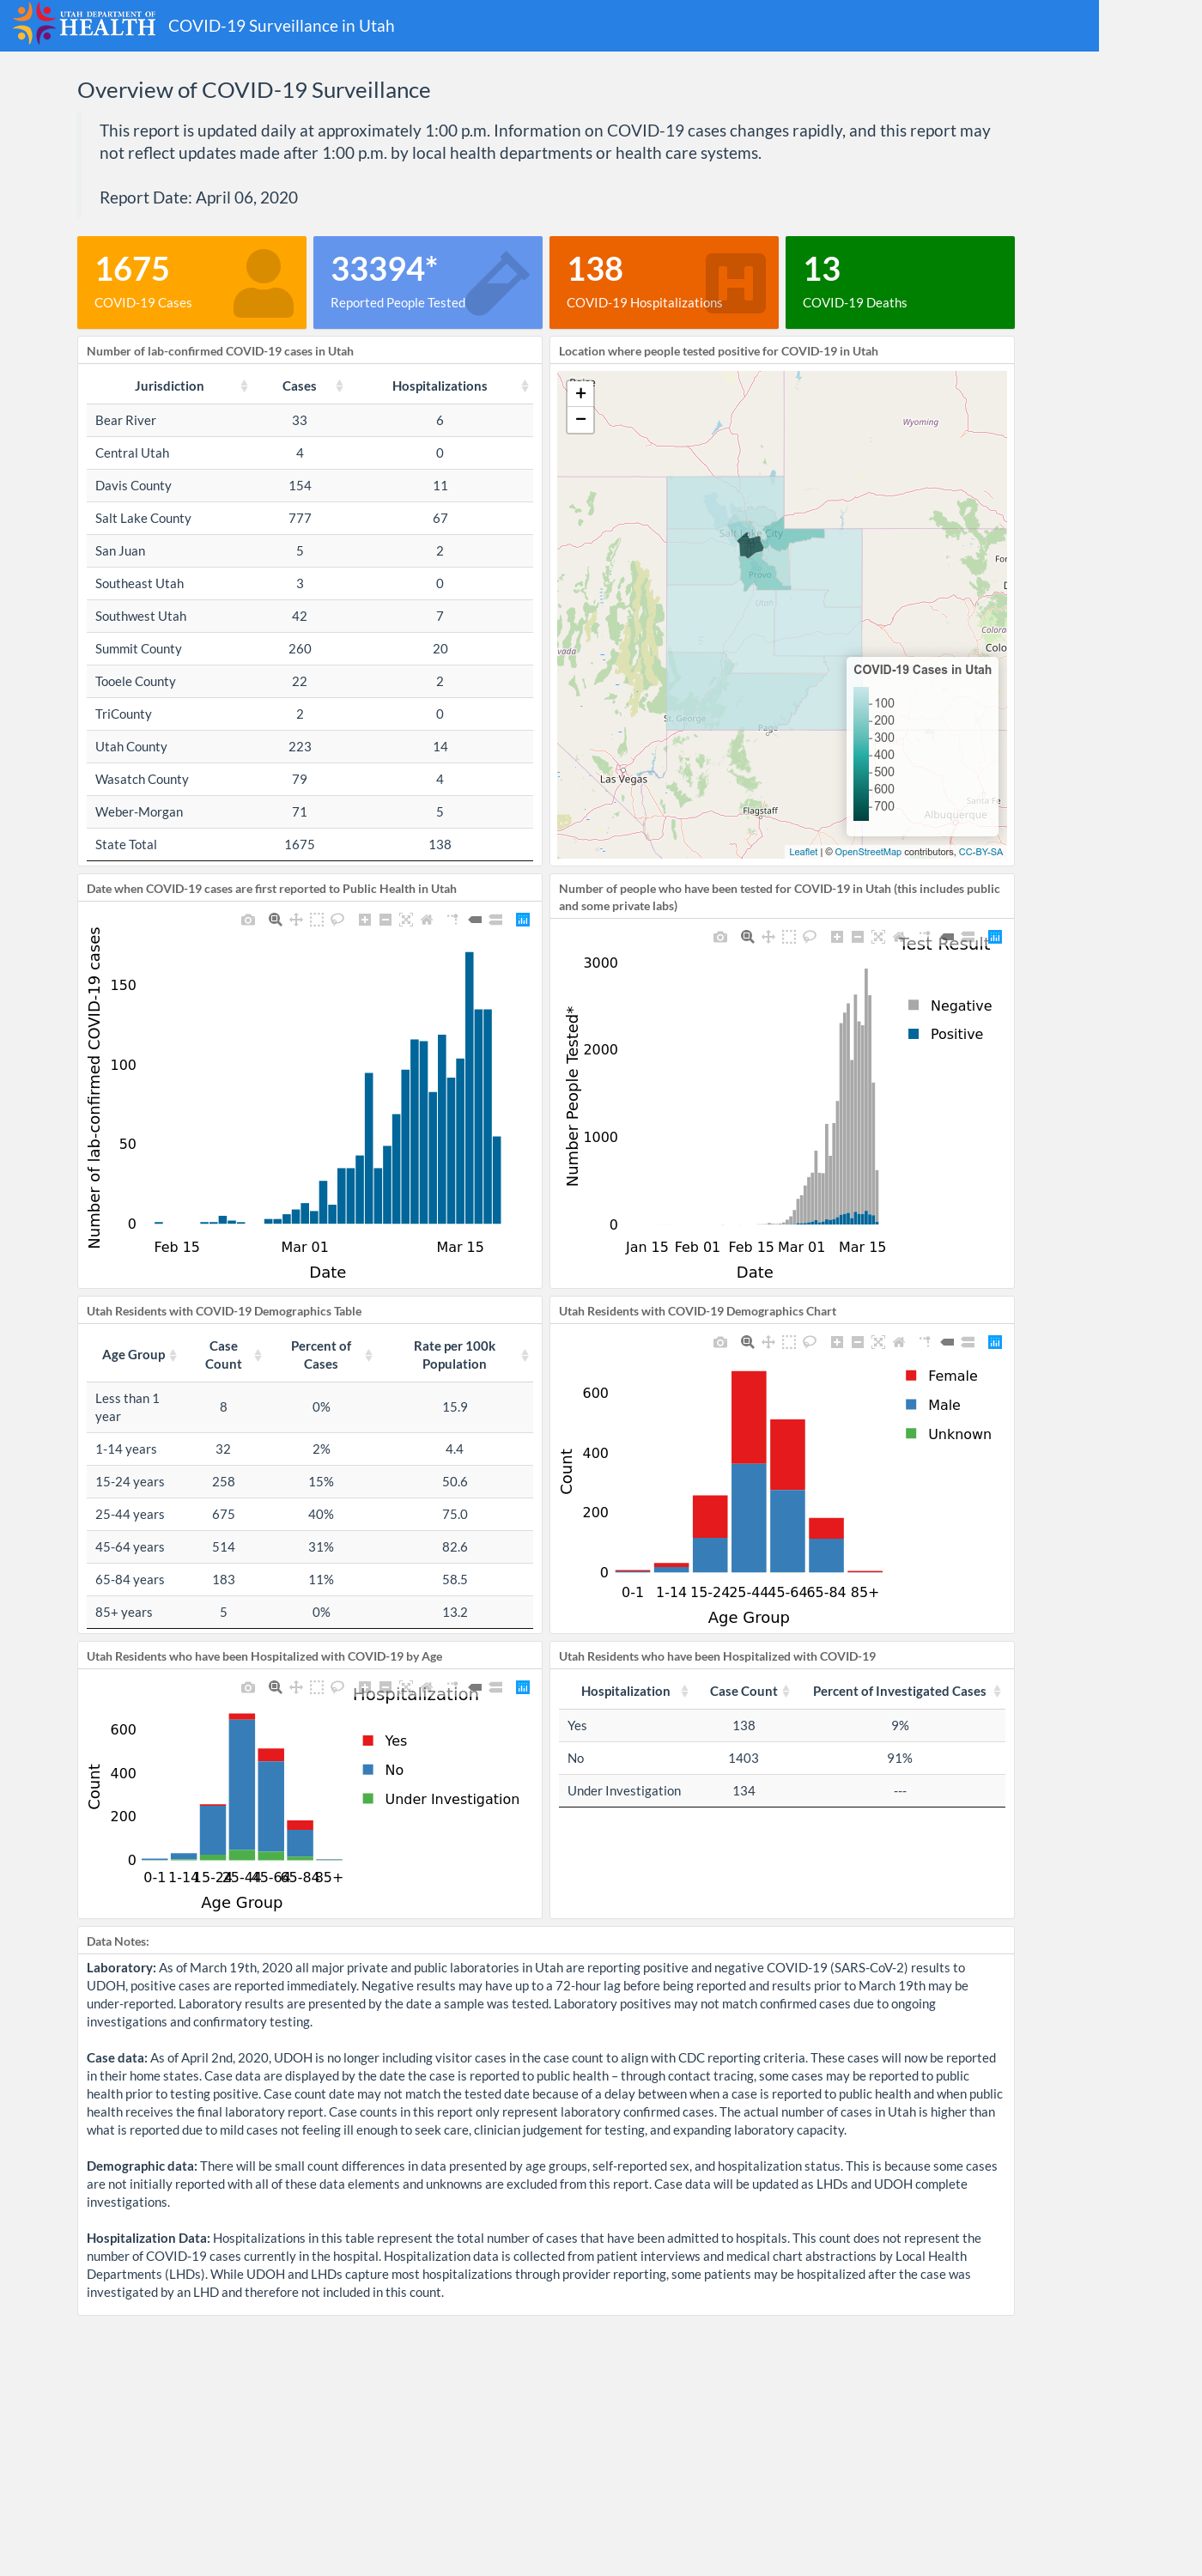 UTAH DEPARTMENT OF
HEALTH
COVID-19 Surveillance in Utah
Overview of COVID-19 Surveillance
This report is updated daily at approximately 1:00 p.m. Information on COVID-19 cases changes rapidly, and this report may
not reflect updates made after 1:00 p.m. by local health departments or health care systems.
Report Date: April 06, 2020
1675
COVID-19 Cases
33394*
Reported People Tested
138
COVID-19 Hospitalizations
H
13
COVID-19 Deaths
Number of lab-confirmed COVID-19 cases in Utah
Jurisdiction Cases Hospitalizations
Bear River 33 6
Central Utah 4 0
Davis County 154 11
Salt Lake County 777 67
San Juan 5 2
Southeast Utah 3 0
Southwest Utah 42 7
Summit County 260 20
Tooele County 22 2
TriCounty 2 0
Utah County 223 14
Wasatch County 79 4
Weber-Morgan 71 5
State Total 1675 138
Location where people tested positive for COVID-19 in Utah
+
−
Wyoming
Salt Lake City
Provo
Utah
For
Colora
Colo
vada
St. George
Page
Las Vegas
Flagstaff
Santa Fe
Albuquerque
COVID-19 Cases in Utah
100
200
300
400
500
600
700
Leaflet | © OpenStreetMap contributors, CC-BY-SA
Date when COVID-19 cases are first reported to Public Health in Utah
Number of lab-confirmed COVID-19 cases
150
100
50
0
Feb 15 Mar 01 Mar 15
Date
Number of people who have been tested for COVID-19 in Utah (this includes public
and some private labs)
Test Result
Negative
Positive
Number People Tested*
3000
2000
1000
0
Jan 15 Feb 01 Feb 15 Mar 01 Mar 15
Date
Utah Residents with COVID-19 Demographics Table
Age Group Case Count Percent of Cases Rate per 100k Population
Less than 1 year 8 0% 15.9
1-14 years 32 2% 4.4
15-24 years 258 15% 50.6
25-44 years 675 40% 75.0
45-64 years 514 31% 82.6
65-84 years 183 11% 58.5
85+ years 5 0% 13.2
Utah Residents with COVID-19 Demographics Chart
Female
Male
Unknown
Count
600
400
200
0
0-1 1-14 15-24 25-44 45-64 65-84 85+
Age Group
Utah Residents who have been Hospitalized with COVID-19 by Age
Hospitalization
Yes
No
Under Investigation
Count
600
400
200
0
0-1 1-14 15-24 25-44 45-64 65-84 85+
Age Group
Utah Residents who have been Hospitalized with COVID-19
Hospitalization Case Count Percent of Investigated Cases
Yes 138 9%
No 1403 91%
Under Investigation 134 ---
Data Notes:
Laboratory: As of March 19th, 2020 all major private and public laboratories in Utah are reporting positive and negative COVID-19 (SARS-CoV-2) results to
UDOH, positive cases are reported immediately. Negative results may have up to a 72-hour lag before being reported and results prior to March 19th may be
under-reported. Laboratory results are presented by the date a sample was tested. Laboratory positives may not match confirmed cases due to ongoing
investigations and confirmatory testing.
Case data: As of April 2nd, 2020, UDOH is no longer including visitor cases in the case count to align with CDC reporting criteria. These cases will now be reported
in their home states. Case data are displayed by the date the case is reported to public health – through contact tracing, some cases may be reported to public
health prior to testing positive. Case count date may not match the tested date because of a delay between when a case is reported to public health and when public
health receives the final laboratory report. Case counts in this report only represent laboratory confirmed cases. The actual number of cases in Utah is higher than
what is reported due to mild cases not feeling ill enough to seek care, clinician judgement for testing, and expanding laboratory capacity.
Demographic data: There will be small count differences in data presented by age groups, self-reported sex, and hospitalization status. This is because some cases
are not initially reported with all of these data elements and unknowns are excluded from this report. Case data will be updated as LHDs and UDOH complete
investigations.
Hospitalization Data: Hospitalizations in this table represent the total number of cases that have been admitted to hospitals. This count does not represent the
number of COVID-19 cases currently in the hospital. Hospitalization data is collected from patient interviews and medical chart abstractions by Local Health
Departments (LHDs). While UDOH and LHDs capture most hospitalizations through provider reporting, some patients may be hospitalized after the case was
investigated by an LHD and therefore not included in this count.